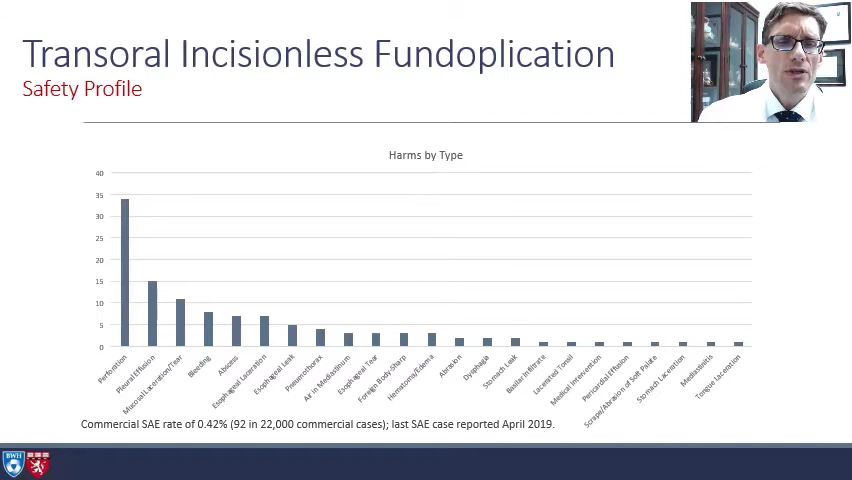 Transoral Incisionless Fundoplication
Safety Profile
Harms by Type
40
35
30
25
20
15
10
5
0
Perforation
Pleural Effusion
Mucosal Laceration/Tear
Bleeding
Abscess
Esophageal Laceration
Esophageal Leak
Pneumothorax
Air in Mediastinum
Esophageal Tear
Foreign Body-Sharp
Hematoma/Edema
Abrasion
Dysphagia
Stomach Leak
Basilar Infiltrate
Lacerated Tonsil
Medical Intervention
Pericardial Effusion
Scrape/Abrasion of Soft Palate
Stomach Laceration
Mediastinitis
Tongue Laceration
Commercial SAE rate of 0.42% (92 in 22,000 commercial cases); last SAE case reported April 2019.
BWH